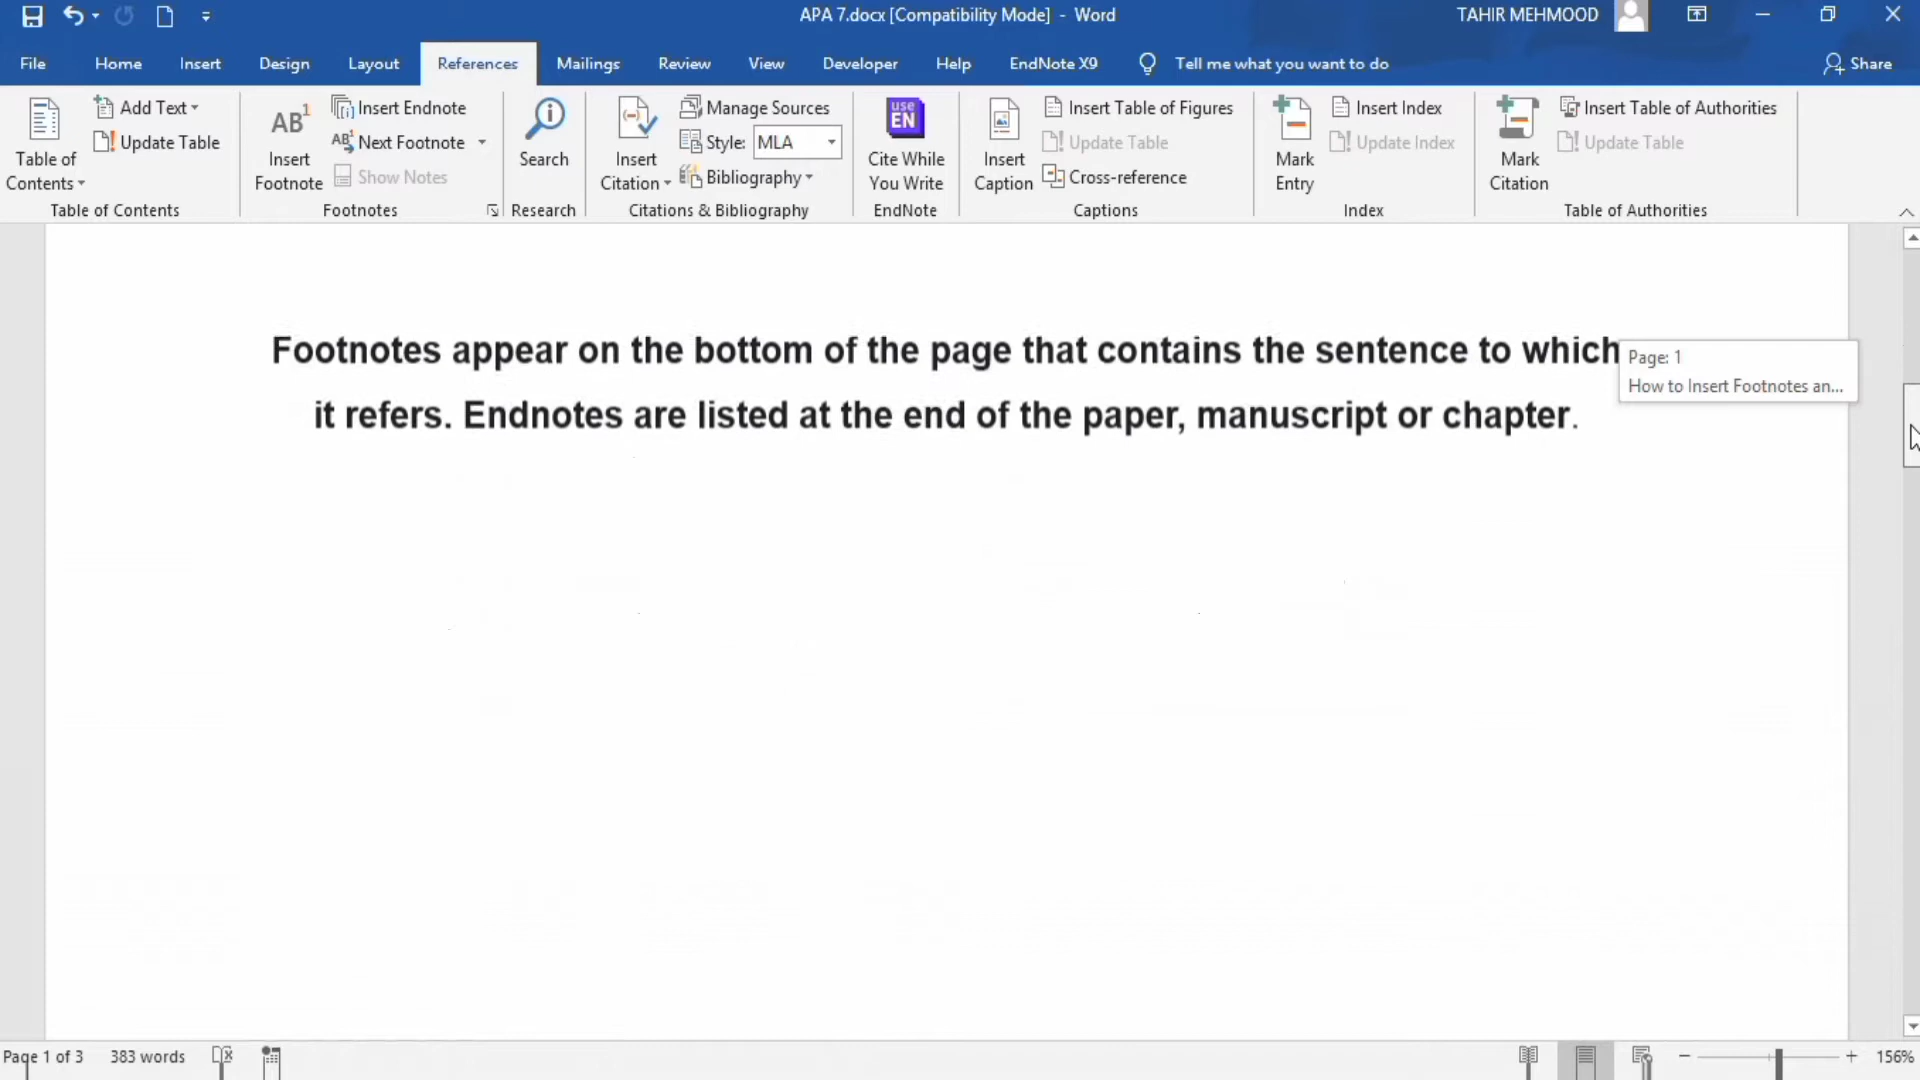 APA 7.docx [Compatibility Mode] - Word
TAHIR MEHMOOD
File Home Insert Design Layout References Mailings Review View Developer Help EndNote X9 Tell me what you want to do Share
Table of Contents
Add Text
Update Table
Table of Contents
AB1
Insert Footnote
Insert Endnote
AB1 Next Footnote
Show Notes
Footnotes
Search
Research
Insert Citation
Manage Sources
Style: MLA
Bibliography
Citations & Bibliography
use
EN
Cite While You Write
EndNote
Insert Caption
Insert Table of Figures
Update Table
Cross-reference
Captions
Mark Entry
Insert Index
Update Index
Index
Mark Citation
Insert Table of Authorities
Update Table
Table of Authorities
Footnotes appear on the bottom of the page that contains the sentence to which
it refers. Endnotes are listed at the end of the paper, manuscript or chapter.
Page: 1
How to Insert Footnotes an...
Page 1 of 3 383 words
156%